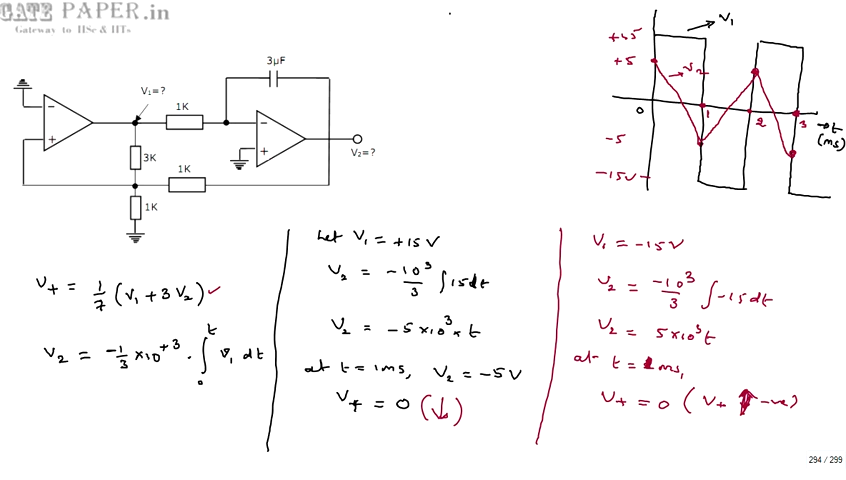 GATE PAPER.in
Gateway to IISc & IITs
3μF
V₁=?
1K
3K
1K
1K
V₂=?
+15
+5
0
-5
-15V
V₁
V₂
1
2
3
t
(ms)
V₊ = 1/7 (V₁ + 3V₂) ✓
V₂ = -1/3 × 10⁺³ · ∫₀ᵗ V₁ dt
Let V₁ = +15V
V₂ = -10³/3 ∫ 15 dt
V₂ = -5×10³ × t
at t = 1ms, V₂ = -5V
V₊ = 0 (↓)
V₁ = -15V
V₂ = -10³/3 ∫ -15 dt
V₂ = 5×10³ t
at t = ms,
V₊ = 0 ( V₊ -ve)
294 / 299